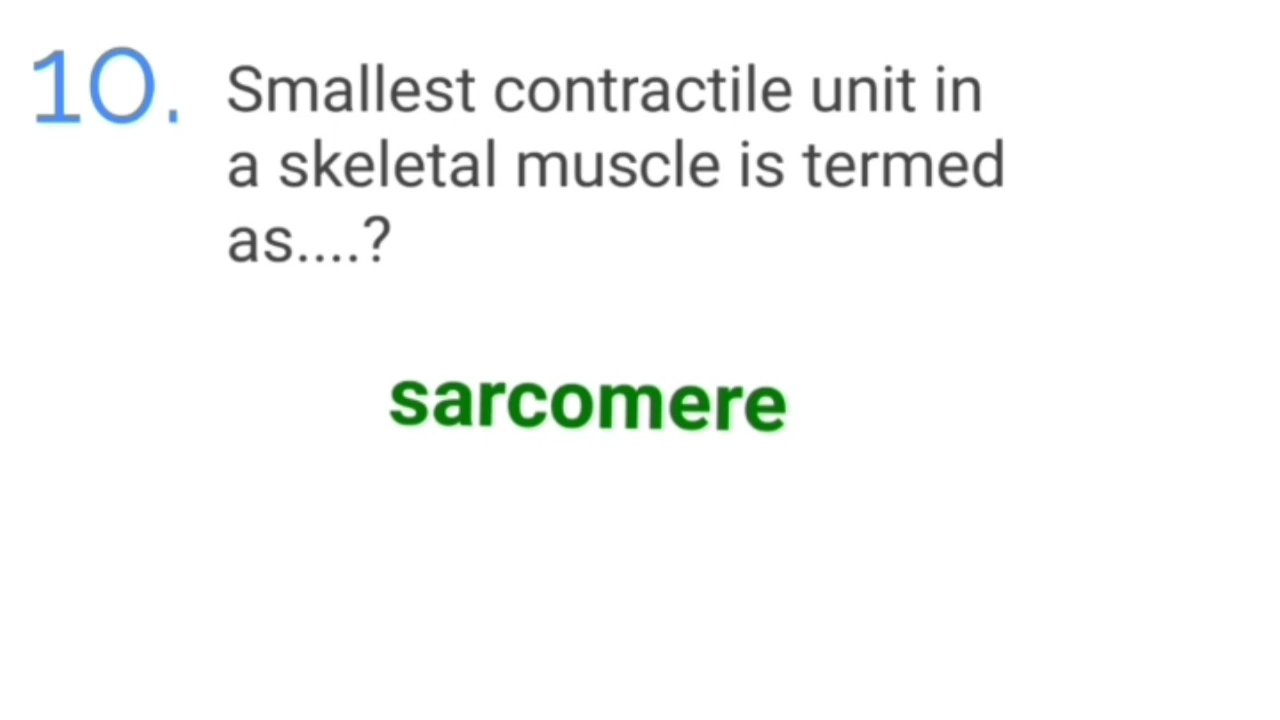 10. Smallest contractile unit in
a skeletal muscle is termed
as....?
sarcomere